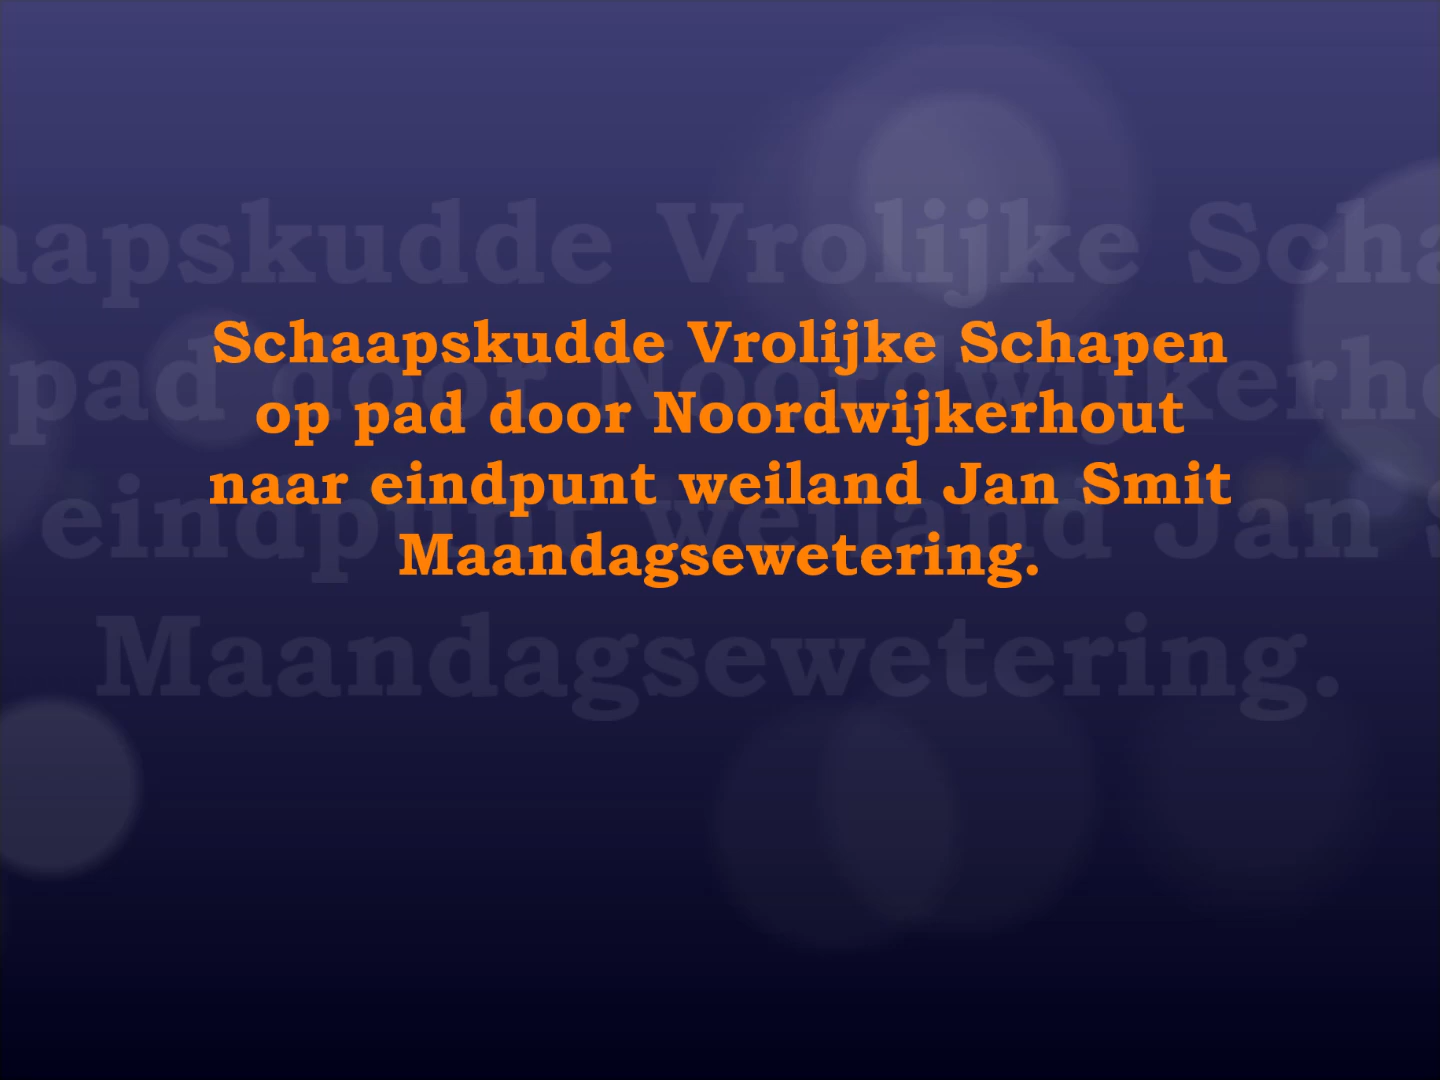 Schaapskudde Vrolijke Schapen
op pad door Noordwijkerhout
naar eindpunt weiland Jan Smit
Maandagsewetering.